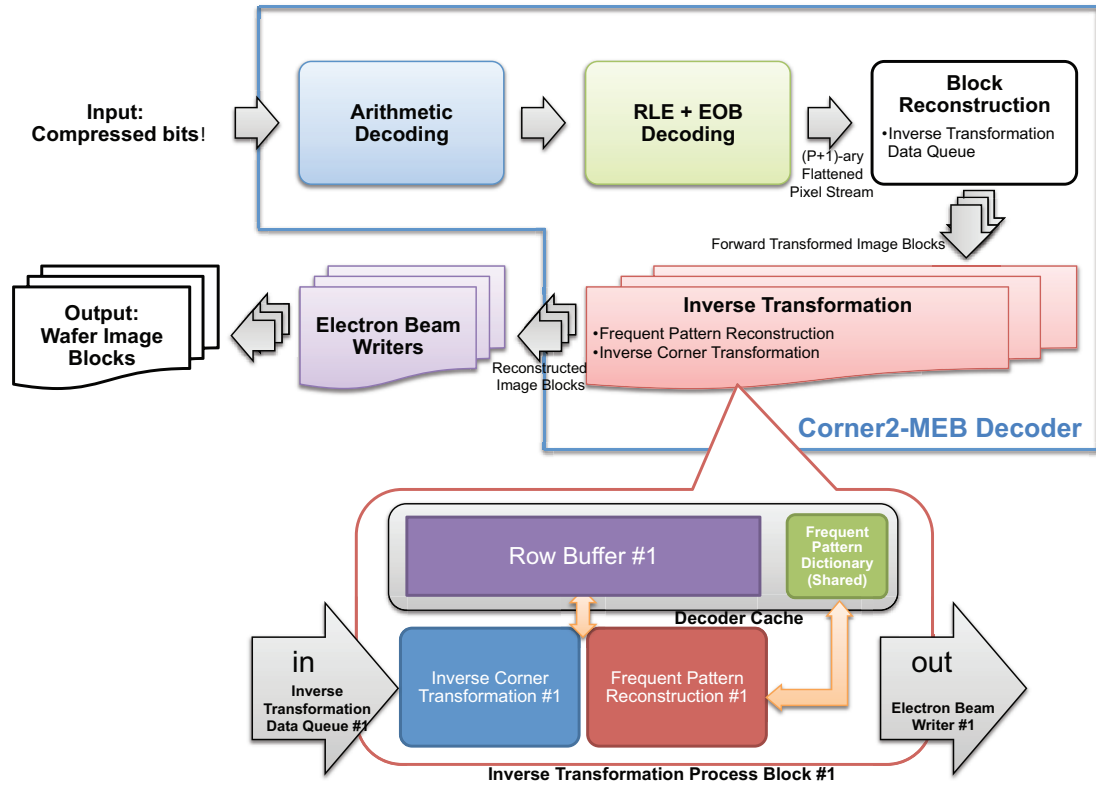 Input:
Compressed bits!
Arithmetic
Decoding
RLE + EOB
Decoding
(P+1)-ary
Flattened
Pixel Stream
Block
Reconstruction
•Inverse Transformation
Data Queue
Forward Transformed Image Blocks
Output:
Wafer Image
Blocks
Electron Beam
Writers
Reconstructed
Image Blocks
Inverse Transformation
•Frequent Pattern Reconstruction
•Inverse Corner Transformation
Corner2-MEB Decoder
Row Buffer #1
Frequent
Pattern
Dictionary
(Shared)
Decoder Cache
in
Inverse
Transformation
Data Queue #1
Inverse Corner
Transformation #1
Frequent Pattern
Reconstruction #1
out
Electron Beam
Writer #1
Inverse Transformation Process Block #1